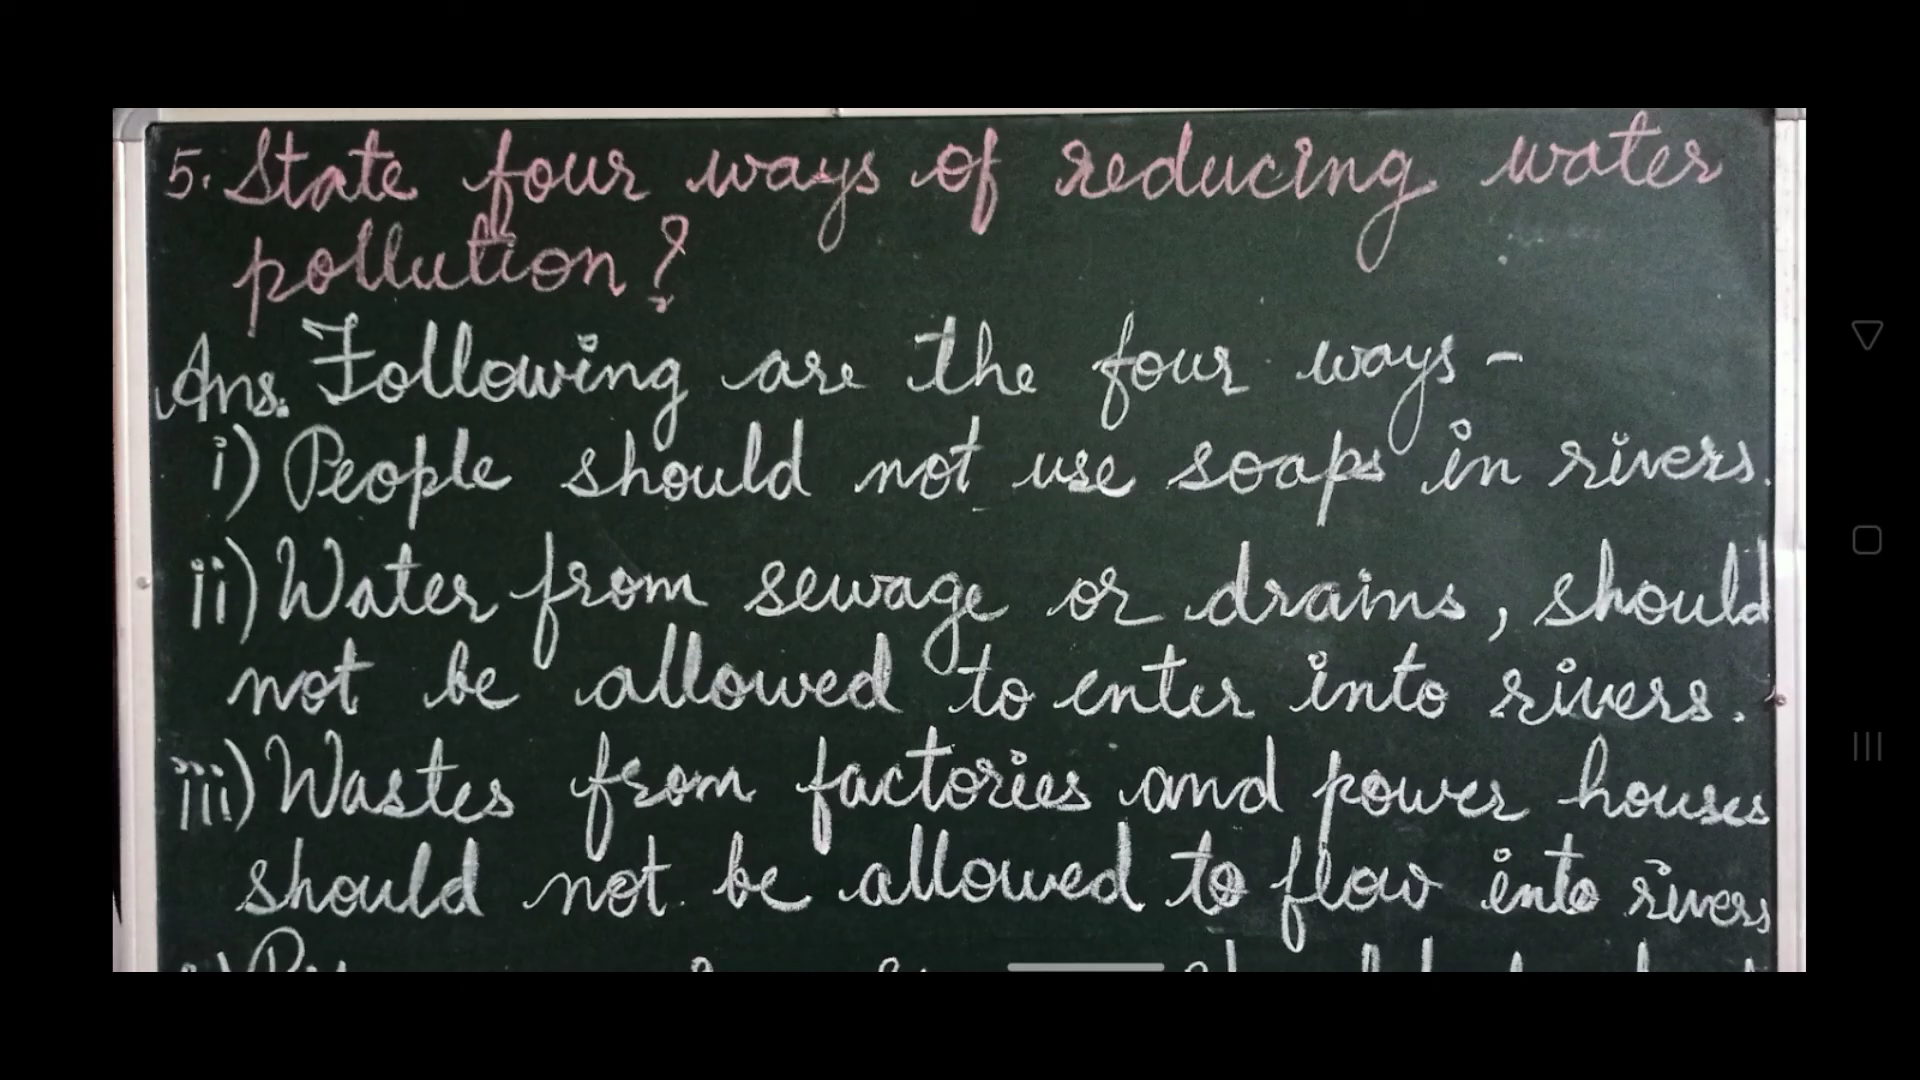 5. State four ways of reducing water
pollution?
Ans. Following are the four ways -
i) People should not use soaps in rivers.
ii) Water from sewage or drains, should
not be allowed to enter into rivers.
iii) Wastes from factories and power houses
should not be allowed to flow into rivers